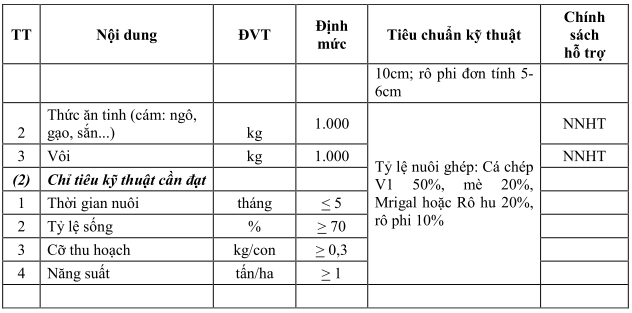 TT Nội dung ĐVT Định mức Tiêu chuẩn kỹ thuật Chính sách hỗ trợ
10cm; rô phi đơn tính 5-
6cm
2 Thức ăn tinh (cám: ngô, gạo, sắn...) kg 1.000 NNHT
3 Vôi kg 1.000 NNHT
Tỷ lệ nuôi ghép: Cá chép
V1 50%, mè 20%,
Mrigal hoặc Rô hu 20%,
rô phi 10%
(2) Chỉ tiêu kỹ thuật cần đạt
1 Thời gian nuôi tháng ≤ 5
2 Tỷ lệ sống % ≥ 70
3 Cỡ thu hoạch kg/con ≥ 0,3
4 Năng suất tấn/ha ≥ 1